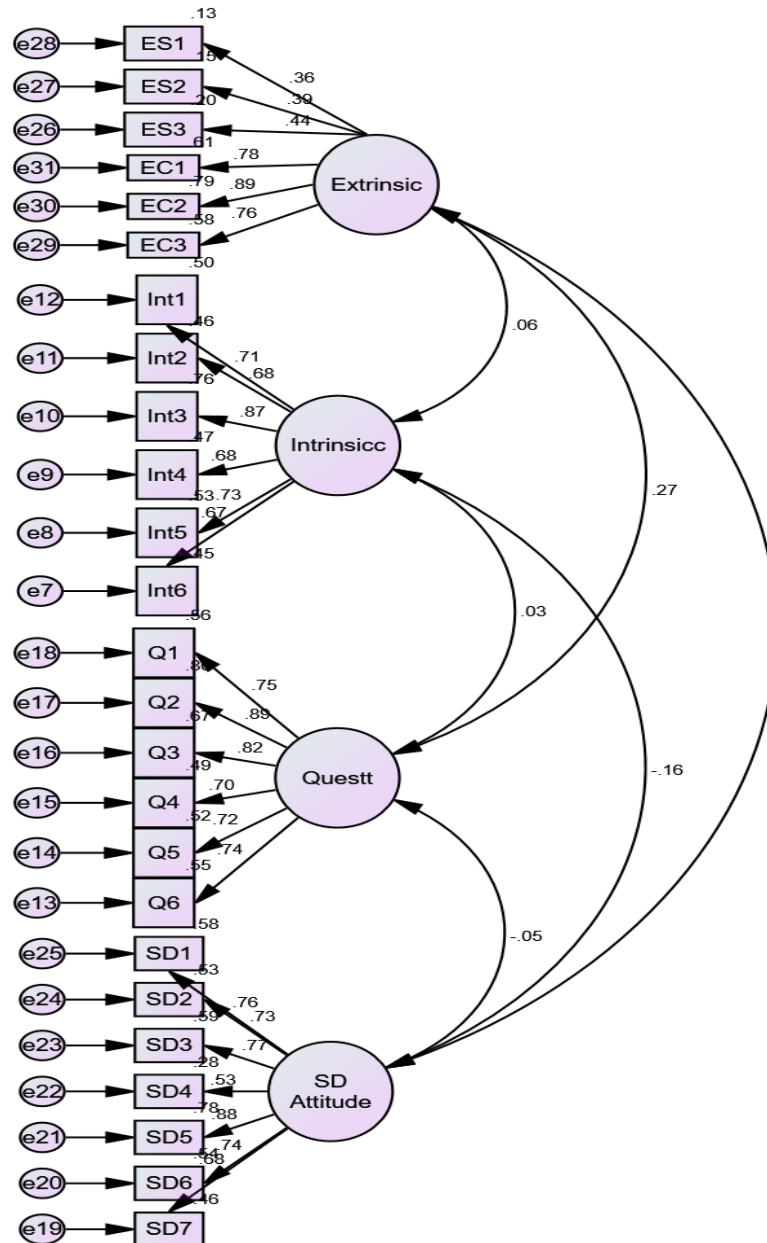 .13
e28 ES1
.15
.36
e27 ES2
.39
.20
e26 ES3
.44
.61
e31 EC1
.78
.79
Extrinsic
e30 EC2
.89
.58
.76
e29 EC3
.50
e12 Int1
.06
.46
.71
e11 Int2
.68
.76
e10 Int3
.87
.47
Intrinsicc
e9 Int4
.68
.53
.73
.27
e8 Int5
.67
.45
e7 Int6
.56
.03
e18 Q1
.80
.75
e17 Q2
.89
.67
e16 Q3
.82
.49
Questt
-.16
e15 Q4
.70
.52
.72
e14 Q5
.74
.55
e13 Q6
.58
-.05
e25 SD1
.53
.76
e24 SD2
.73
.59
e23 SD3
.77
.28
SD
Attitude
e22 SD4
.53
.78
.88
e21 SD5
.74
.54
.68
e20 SD6
.46
e19 SD7